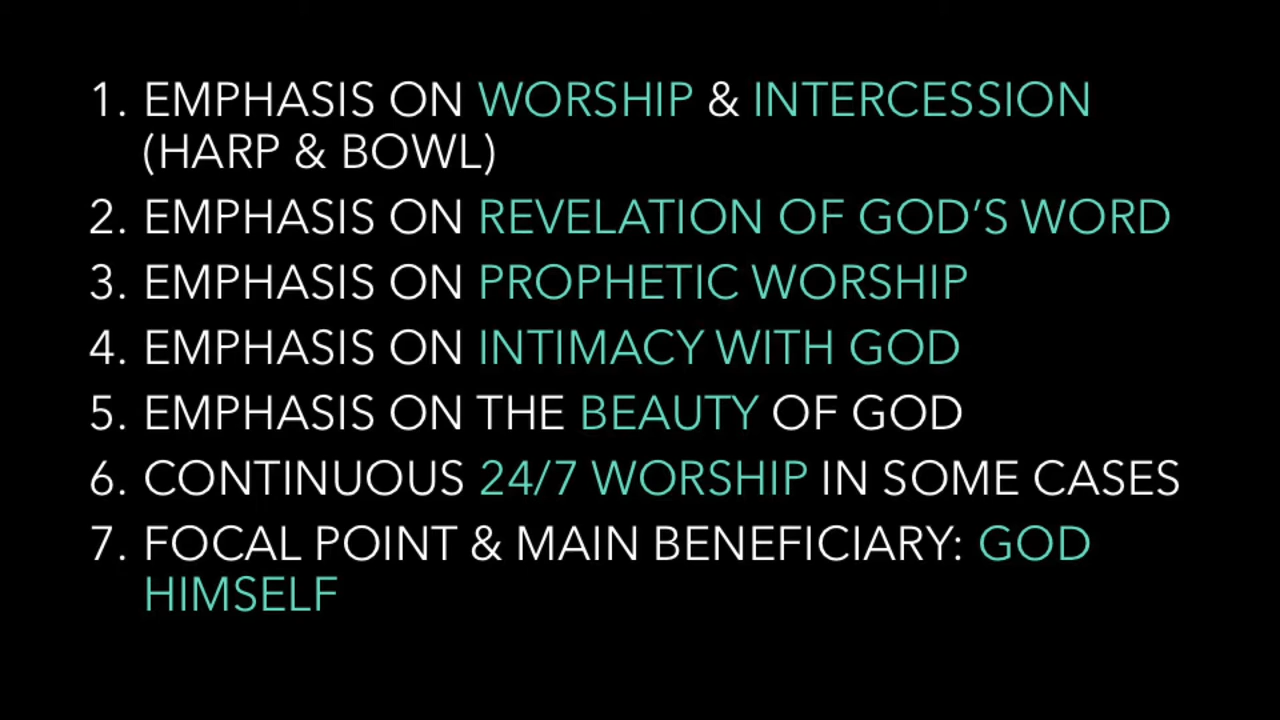 1. EMPHASIS ON WORSHIP & INTERCESSION
(HARP & BOWL)
2. EMPHASIS ON REVELATION OF GOD'S WORD
3. EMPHASIS ON PROPHETIC WORSHIP
4. EMPHASIS ON INTIMACY WITH GOD
5. EMPHASIS ON THE BEAUTY OF GOD
6. CONTINUOUS 24/7 WORSHIP IN SOME CASES
7. FOCAL POINT & MAIN BENEFICIARY: GOD
HIMSELF